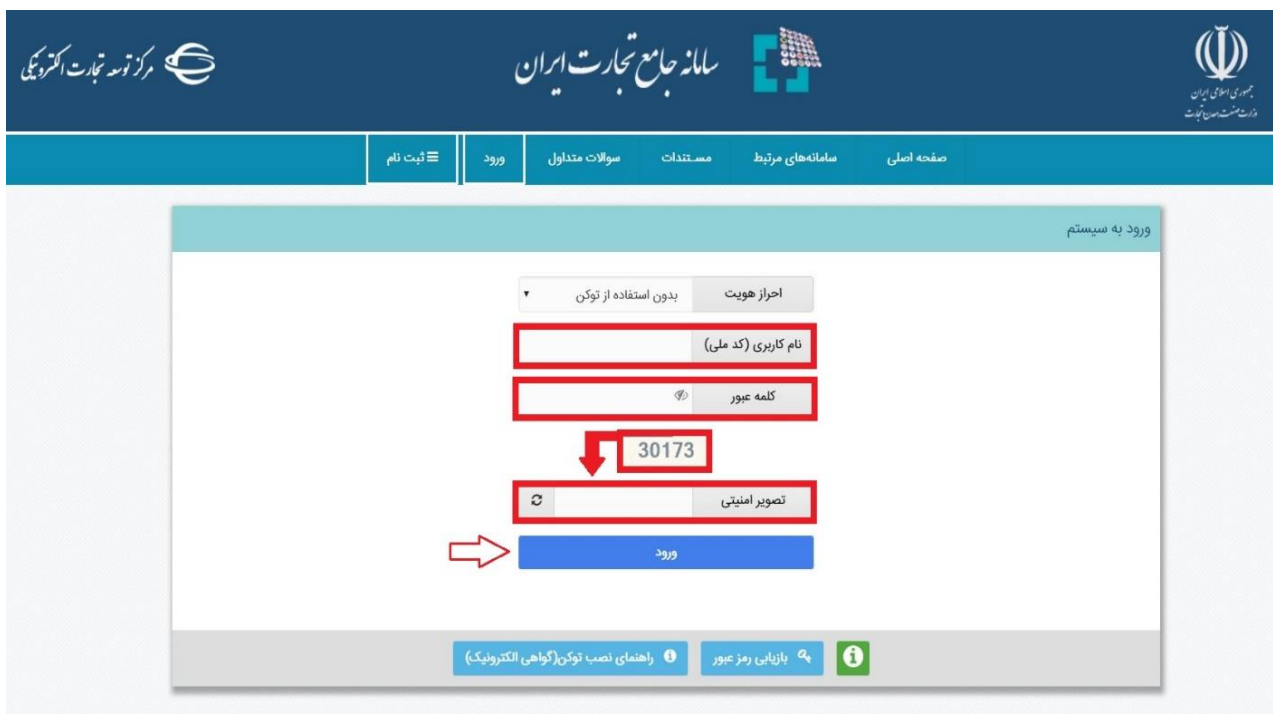 جمهوری اسلامی ایران
وزارت صنعت، معدن و تجارت
سامانه جامع تجارت ایران
مرکز توسعه تجارت الکترونیکی
صفحه اصلی
سامانه‌های مرتبط
مستندات
سوالات متداول
ورود
ثبت نام
ورود به سیستم
احراز هویت
بدون استفاده از توکن
نام کاربری (کد ملی)
کلمه عبور
30173
تصویر امنیتی
ورود
بازیابی رمز عبور
راهنمای نصب توکن(گواهی الکترونیک)